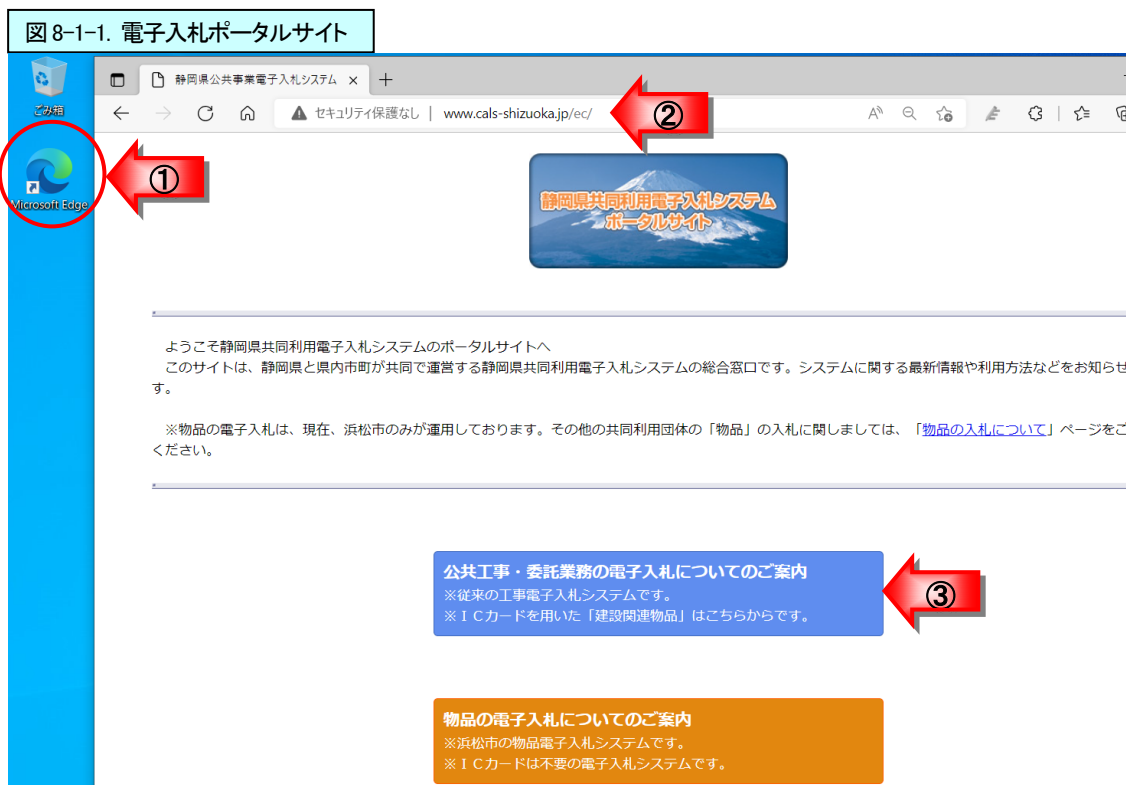 図 8-1-1. 電子入札ポータルサイト
ごみ箱
静岡県公共事業電子入札システム
セキュリティ保護なし | www.cals-shizuoka.jp/ec/
②
①
Microsoft Edge
静岡県共同利用電子入札システム
ポータルサイト
ようこそ静岡県共同利用電子入札システムのポータルサイトへ
このサイトは、静岡県と県内市町が共同で運営する静岡県共同利用電子入札システムの総合窓口です。システムに関する最新情報や利用方法などをお知らせ
す。
※物品の電子入札は、現在、浜松市のみが運用しております。その他の共同利用団体の「物品」の入札に関しましては、「物品の入札について」ページをご
ください。
公共工事・委託業務の電子入札についてのご案内
※従来の工事電子入札システムです。
※ＩＣカードを用いた「建設関連物品」はこちらからです。
③
物品の電子入札についてのご案内
※浜松市の物品電子入札システムです。
※ＩＣカードは不要の電子入札システムです。